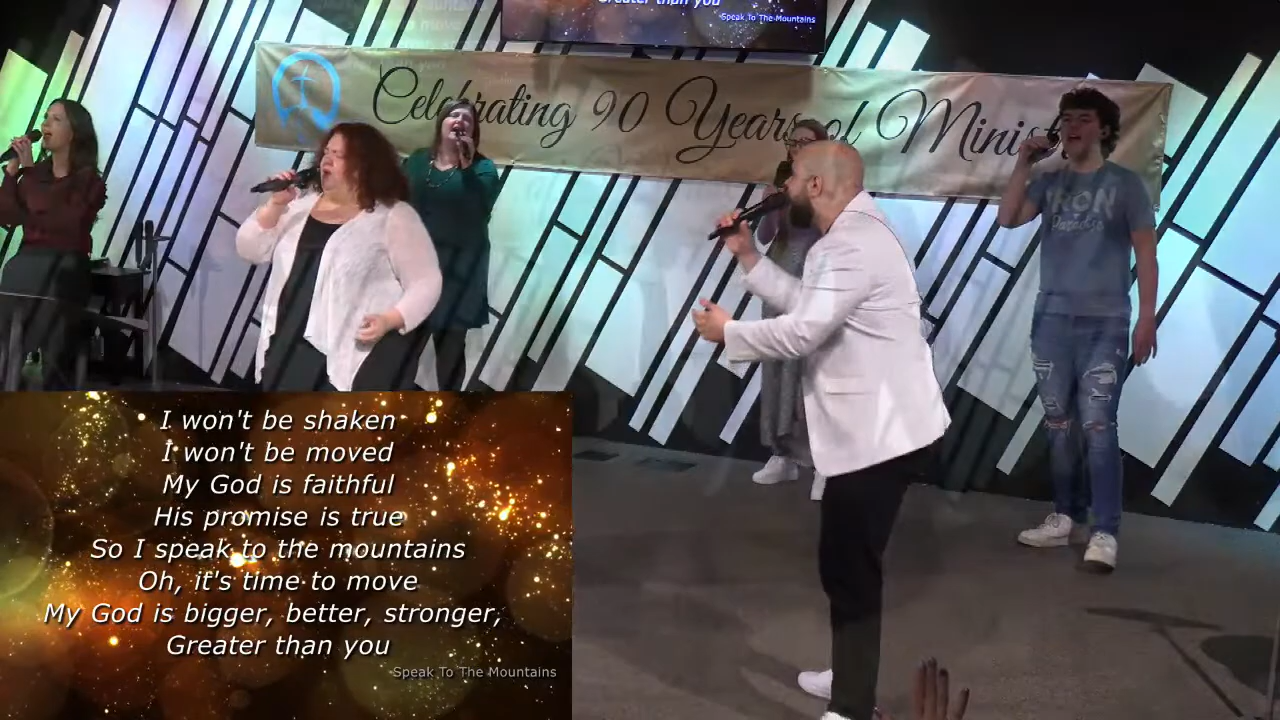 Greater than you
Speak To The Mountains
Celebrating 90 Years of Minis
IRON
Paradise
I won't be shaken
I won't be moved
My God is faithful
His promise is true
So I speak to the mountains
Oh, it's time to move
My God is bigger, better, stronger,
Greater than you
Speak To The Mountains